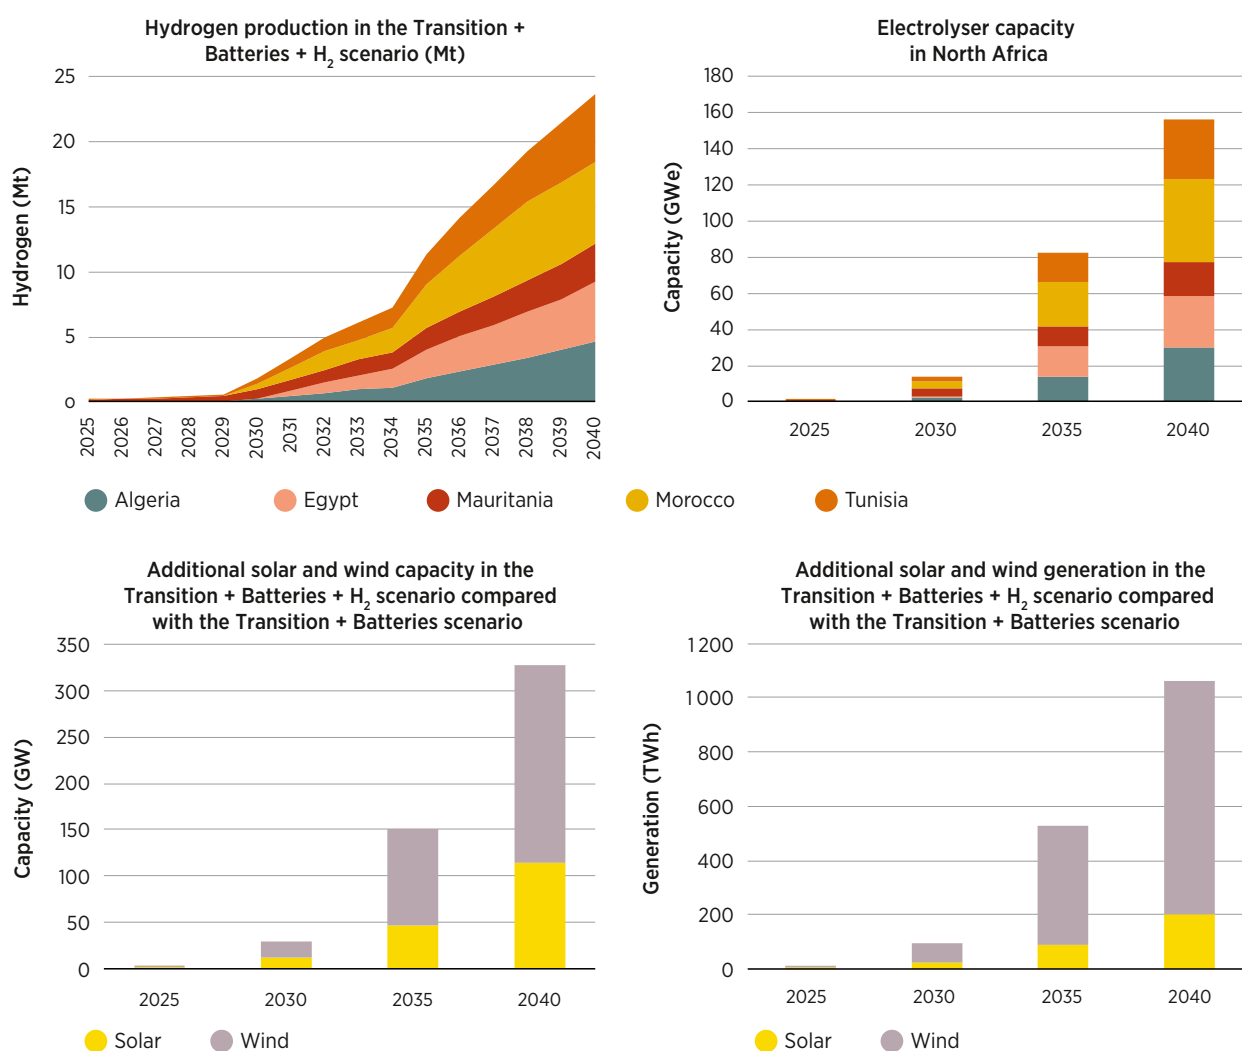 Hydrogen production in the Transition +
Batteries + H2 scenario (Mt)
Hydrogen (Mt)
25
20
15
10
5
0
2025
2026
2027
2028
2029
2030
2031
2032
2033
2034
2035
2036
2037
2038
2039
2040
Electrolyser capacity
in North Africa
Capacity (GWe)
180
160
140
120
100
80
60
40
20
0
2025
2030
2035
2040
Algeria
Egypt
Mauritania
Morocco
Tunisia
Additional solar and wind capacity in the
Transition + Batteries + H2 scenario compared
with the Transition + Batteries scenario
Capacity (GW)
350
300
250
200
150
100
50
0
2025
2030
2035
2040
Solar
Wind
Additional solar and wind generation in the
Transition + Batteries + H2 scenario compared
with the Transition + Batteries scenario
Generation (TWh)
1 200
1 000
800
600
400
200
0
2025
2030
2035
2040
Solar
Wind